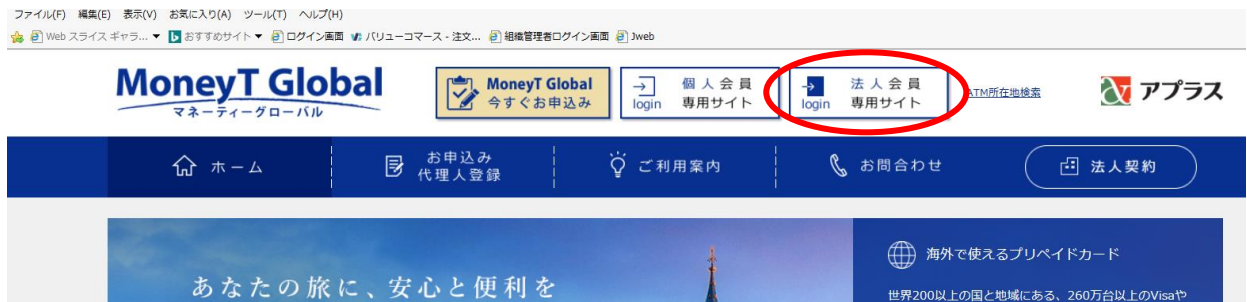 ファイル(F) 編集(E) 表示(V) お気に入り(A) ツール(T) ヘルプ(H)
Web スライス ギャラ... おすすめサイト ログイン画面 バリューコマース - 注文... 組織管理者ログイン画面 Jweb
MoneyT Global
マネーティーグローバル
MoneyT Global
今すぐお申込み
login
個人会員
専用サイト
login
法人会員
専用サイト
ATM所在地検索
アプラス
ホーム
お申込み
代理人登録
ご利用案内
お問合わせ
法人契約
あなたの旅に、安心と便利を
海外で使えるプリペイドカード
世界200以上の国と地域にある、260万台以上のVisaや